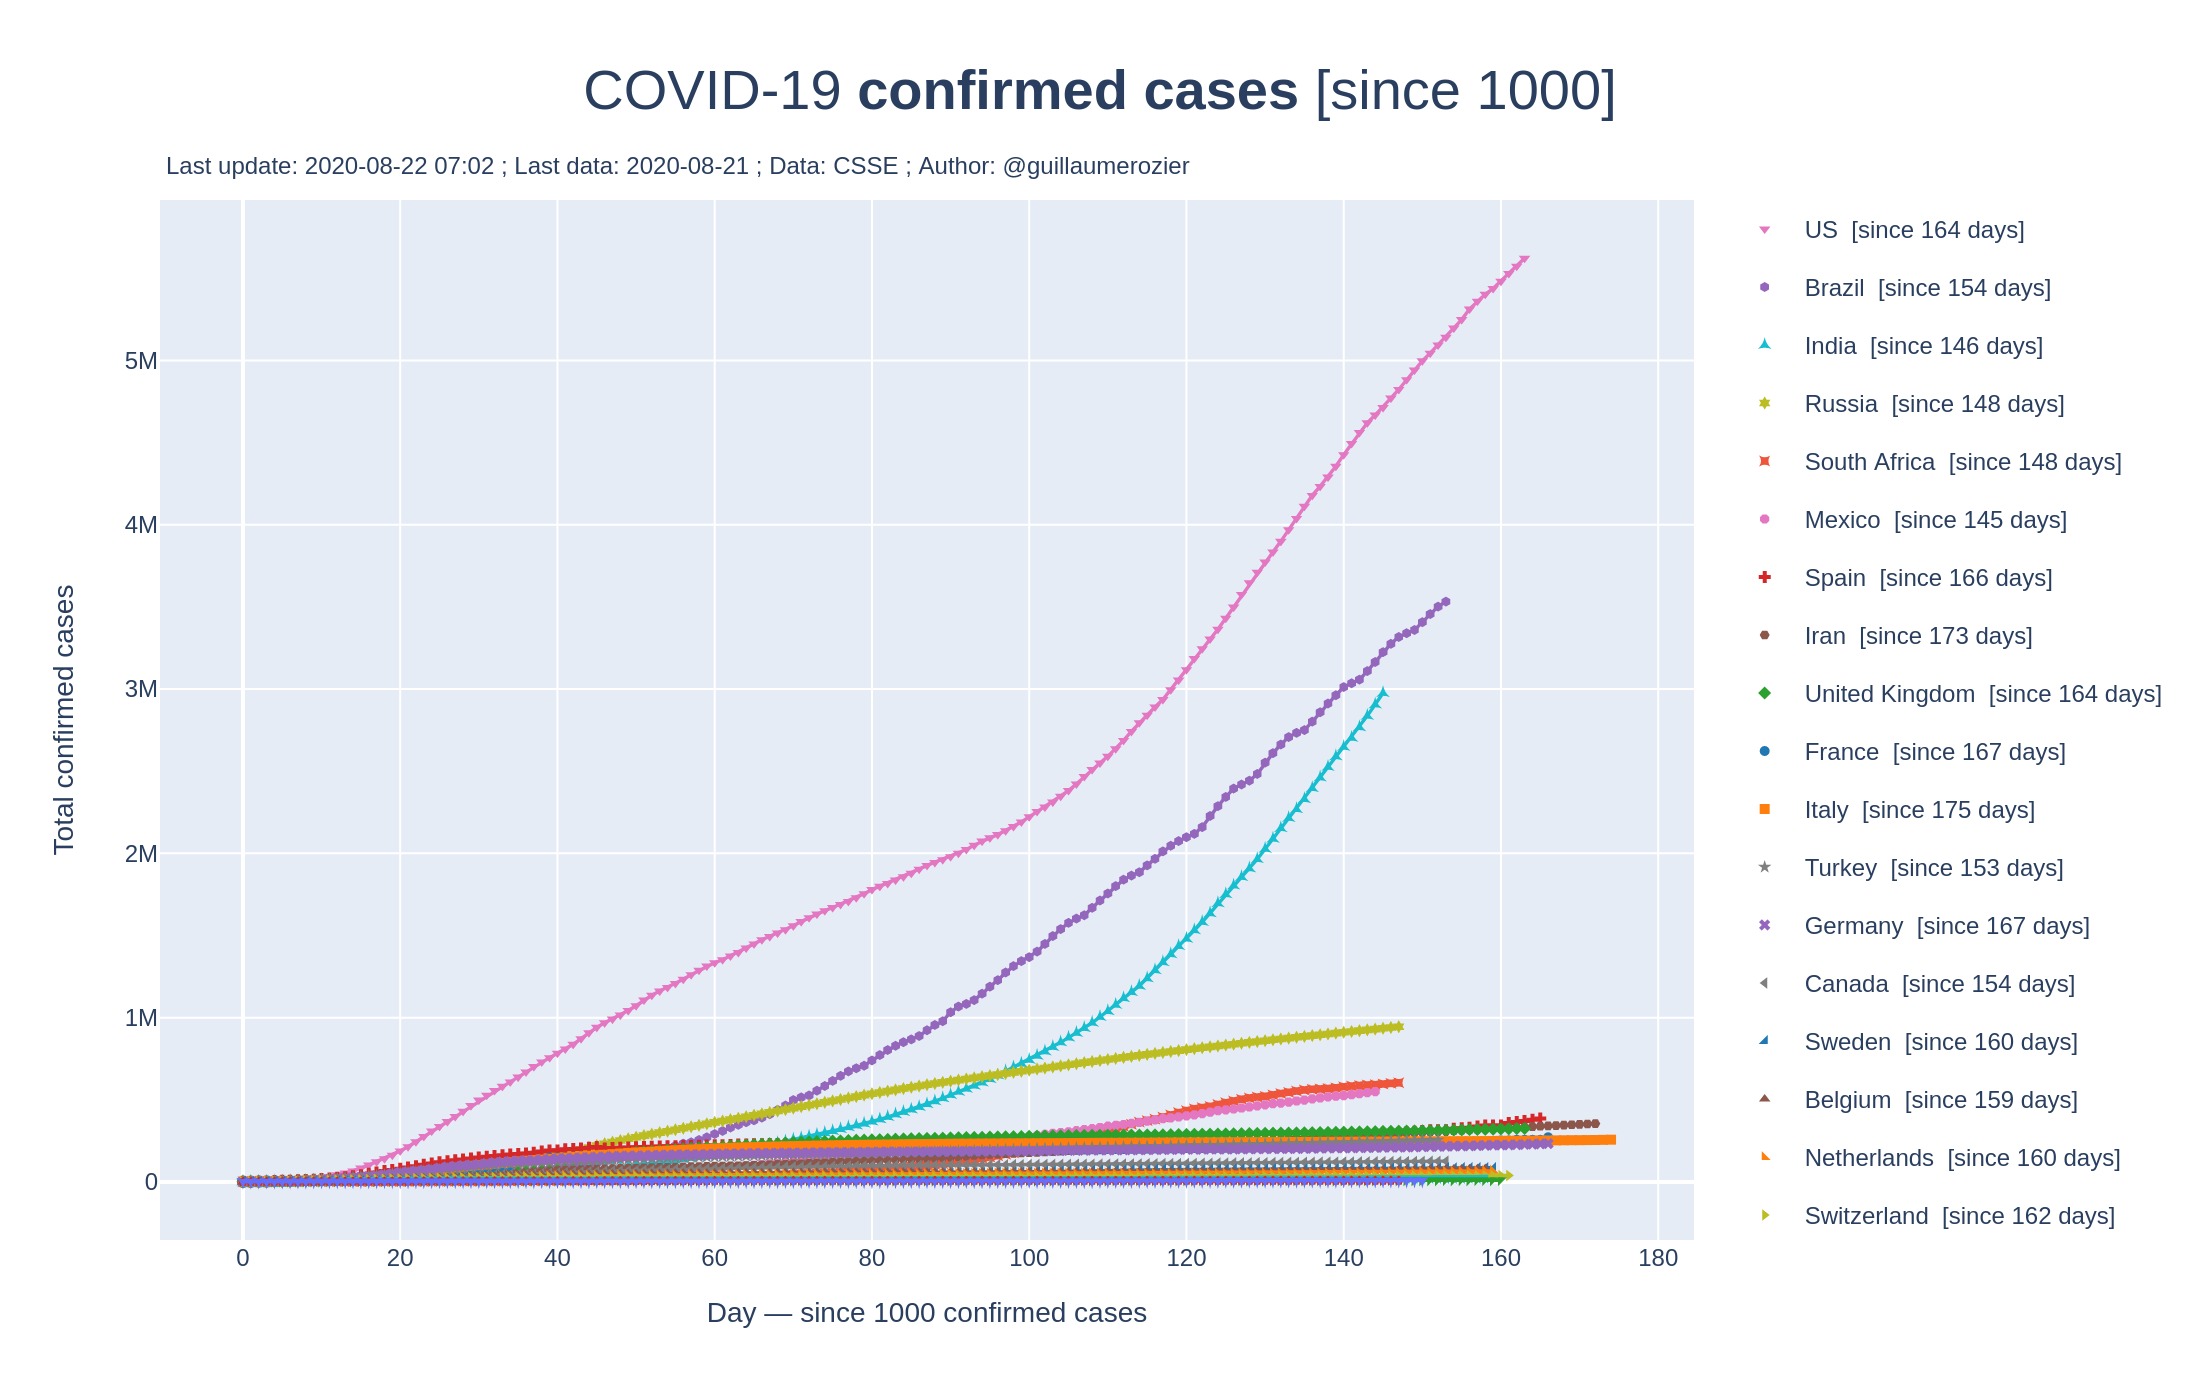 COVID-19 confirmed cases [since 1000]
Last update: 2020-08-22 07:02 ; Last data: 2020-08-21 ; Data: CSSE ; Author: @guillaumerozier
Total confirmed cases
5M
4M
3M
2M
1M
0
0 20 40 60 80 100 120 140 160 180
Day — since 1000 confirmed cases
US [since 164 days]
Brazil [since 154 days]
India [since 146 days]
Russia [since 148 days]
South Africa [since 148 days]
Mexico [since 145 days]
Spain [since 166 days]
Iran [since 173 days]
United Kingdom [since 164 days]
France [since 167 days]
Italy [since 175 days]
Turkey [since 153 days]
Germany [since 167 days]
Canada [since 154 days]
Sweden [since 160 days]
Belgium [since 159 days]
Netherlands [since 160 days]
Switzerland [since 162 days]